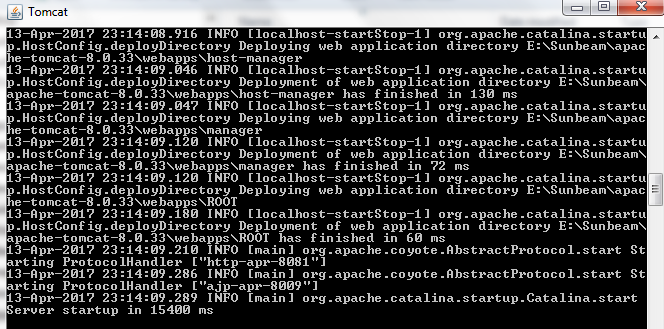 Tomcat
13-Apr-2017 23:14:08.916 INFO [localhost-startStop-1] org.apache.catalina.startu
p.HostConfig.deployDirectory Deploying web application directory E:\Sunbeam\apac
he-tomcat-8.0.33\webapps\host-manager
13-Apr-2017 23:14:09.046 INFO [localhost-startStop-1] org.apache.catalina.startu
p.HostConfig.deployDirectory Deployment of web application directory E:\Sunbeam\
apache-tomcat-8.0.33\webapps\host-manager has finished in 130 ms
13-Apr-2017 23:14:09.047 INFO [localhost-startStop-1] org.apache.catalina.startu
p.HostConfig.deployDirectory Deploying web application directory E:\Sunbeam\apac
he-tomcat-8.0.33\webapps\manager
13-Apr-2017 23:14:09.120 INFO [localhost-startStop-1] org.apache.catalina.startu
p.HostConfig.deployDirectory Deployment of web application directory E:\Sunbeam\
apache-tomcat-8.0.33\webapps\manager has finished in 72 ms
13-Apr-2017 23:14:09.120 INFO [localhost-startStop-1] org.apache.catalina.startu
p.HostConfig.deployDirectory Deploying web application directory E:\Sunbeam\apac
he-tomcat-8.0.33\webapps\ROOT
13-Apr-2017 23:14:09.180 INFO [localhost-startStop-1] org.apache.catalina.startu
p.HostConfig.deployDirectory Deployment of web application directory E:\Sunbeam\
apache-tomcat-8.0.33\webapps\ROOT has finished in 60 ms
13-Apr-2017 23:14:09.210 INFO [main] org.apache.coyote.AbstractProtocol.start St
arting ProtocolHandler ["http-apr-8081"]
13-Apr-2017 23:14:09.286 INFO [main] org.apache.coyote.AbstractProtocol.start St
arting ProtocolHandler ["ajp-apr-8009"]
13-Apr-2017 23:14:09.289 INFO [main] org.apache.catalina.startup.Catalina.start
Server startup in 15400 ms